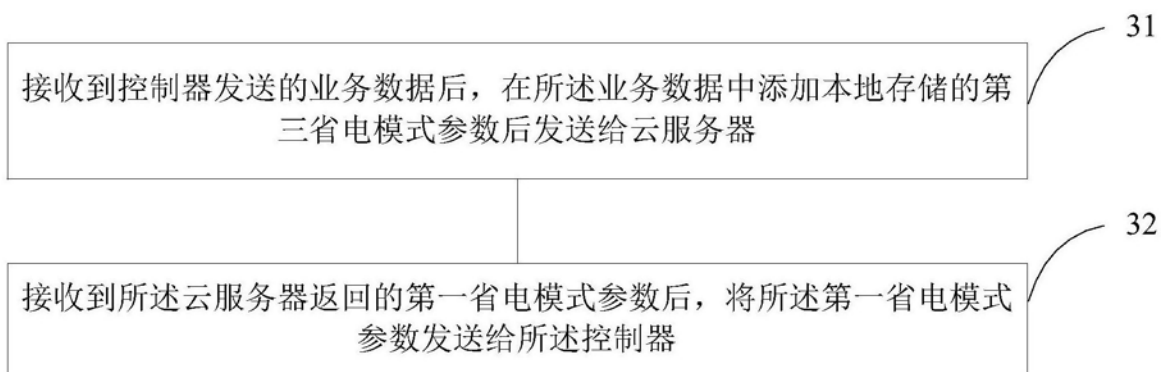 31
接收到控制器发送的业务数据后，在所述业务数据中添加本地存储的第
三省电模式参数后发送给云服务器
32
接收到所述云服务器返回的第一省电模式参数后，将所述第一省电模式
参数发送给所述控制器